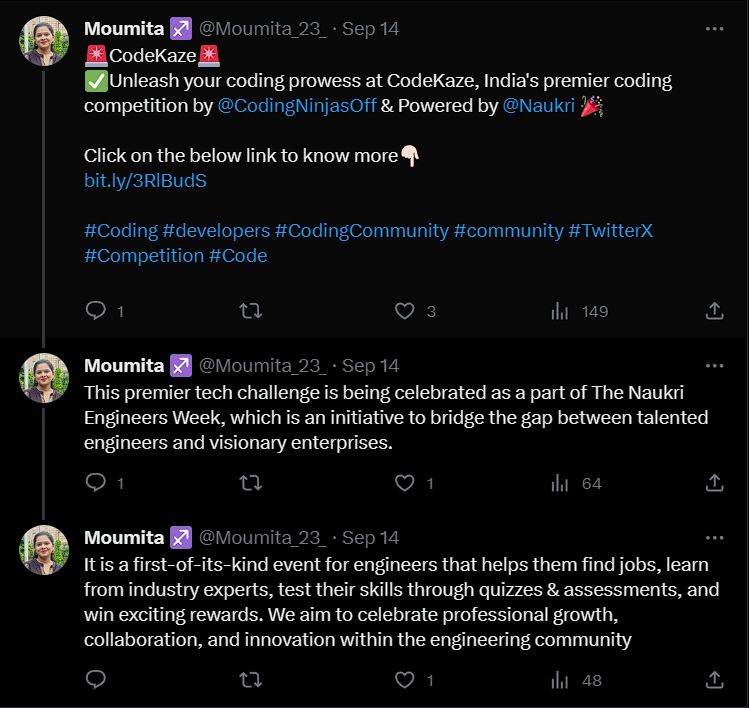 Moumita ♐ @Moumita_23_ · Sep 14
🚨CodeKaze🚨
✅Unleash your coding prowess at CodeKaze, India's premier coding
competition by @CodingNinjasOff & Powered by @Naukri 🎉
Click on the below link to know more👇🏻
bit.ly/3RlBudS
#Coding #developers #CodingCommunity #community #TwitterX
#Competition #Code
1 3 149
Moumita ♐ @Moumita_23_ · Sep 14
This premier tech challenge is being celebrated as a part of The Naukri
Engineers Week, which is an initiative to bridge the gap between talented
engineers and visionary enterprises.
1 1 64
Moumita ♐ @Moumita_23_ · Sep 14
It is a first-of-its-kind event for engineers that helps them find jobs, learn
from industry experts, test their skills through quizzes & assessments, and
win exciting rewards. We aim to celebrate professional growth,
collaboration, and innovation within the engineering community
1 48